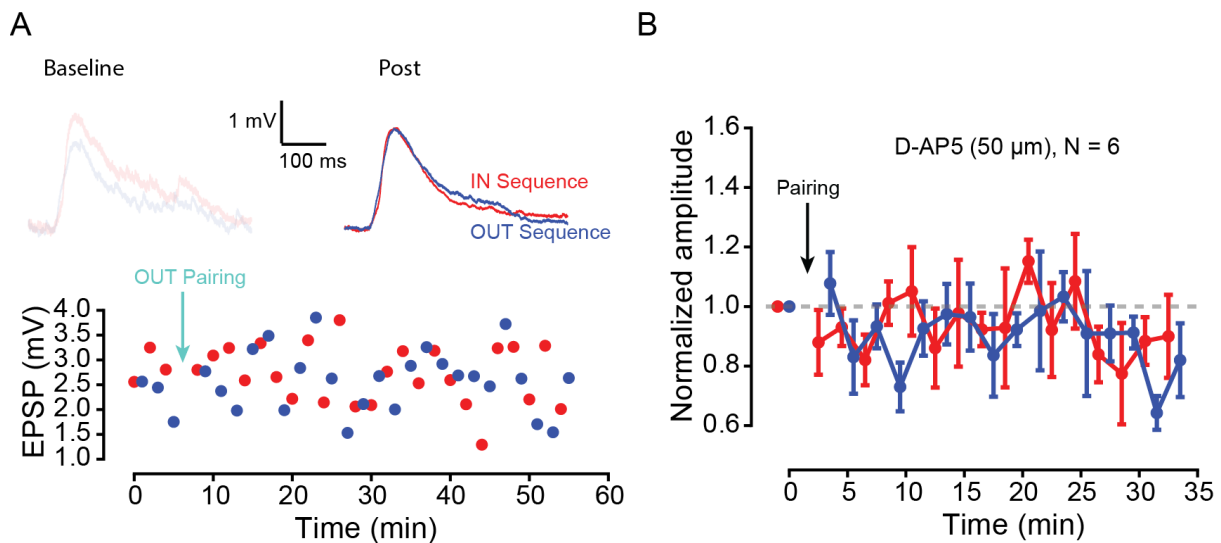 A
Baseline
Post
1 mV
100 ms
IN Sequence
OUT Sequence
OUT Pairing
EPSP (mV)
4.0
3.5
3.0
2.5
2.0
1.5
1.0
0 10 20 30 40 50 60
Time (min)
B
D-AP5 (50 µm), N = 6
Pairing
Normalized amplitude
1.6
1.4
1.2
1.0
0.8
0.6
0 5 10 15 20 25 30 35
Time (min)